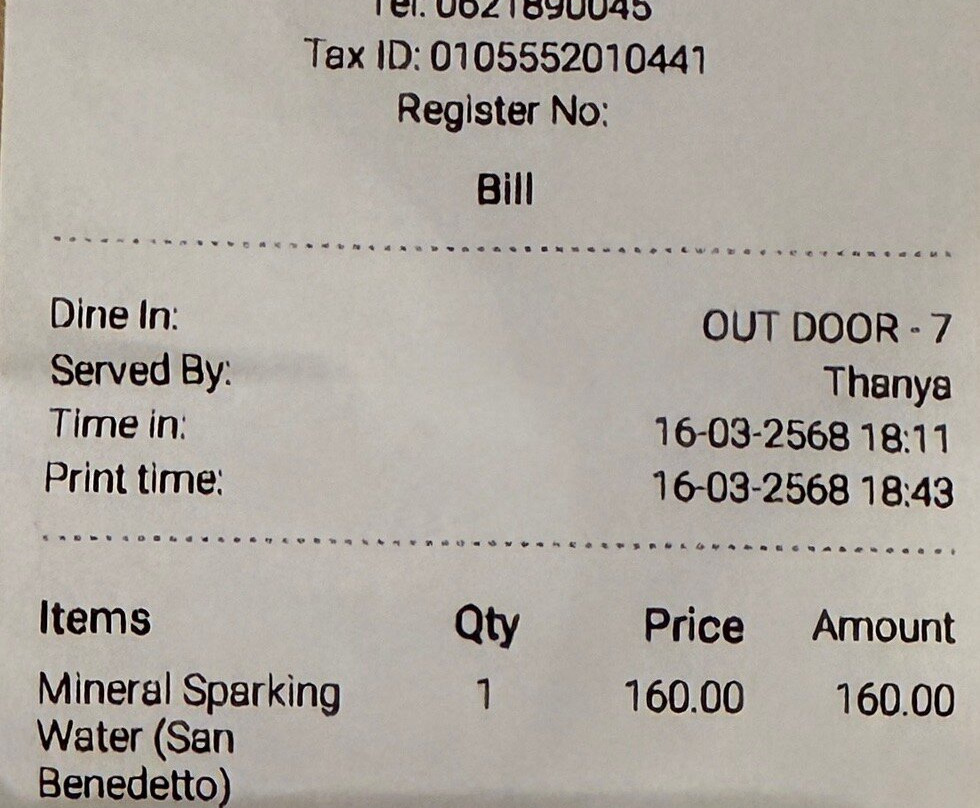 Tel: 0621890045
Tax ID: 0105552010441
Register No:
Bill
Dine In: OUT DOOR - 7
Served By: Thanya
Time in: 16-03-2568 18:11
Print time: 16-03-2568 18:43
Items Qty Price Amount
Mineral Sparking 1 160.00 160.00
Water (San
Benedetto)